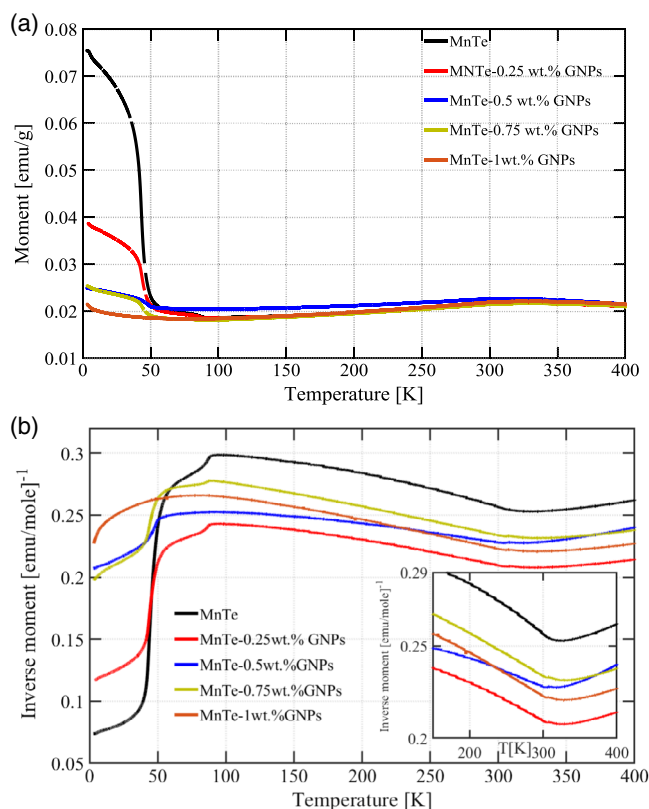 (a)
0.08
0.07
0.06
0.05
0.04
0.03
0.02
0.01
Moment [emu/g]
MnTe
MNTe-0.25 wt.% GNPs
MnTe-0.5 wt.% GNPs
MnTe-0.75 wt.% GNPs
MnTe-1wt.% GNPs
0 50 100 150 200 250 300 350 400
Temperature [K]
(b)
0.3
0.25
0.2
0.15
0.1
0.05
Inverse moment [emu/mole]-1
MnTe
MnTe-0.25wt.% GNPs
MnTe-0.5wt.%GNPs
MnTe-0.75wt.%GNPs
MnTe-1wt.%GNPs
0.29
0.25
0.2
Inverse moment [emu/mole]-1
200 T[K] 300 400
0 50 100 150 200 250 300 350 400
Temperature [K]